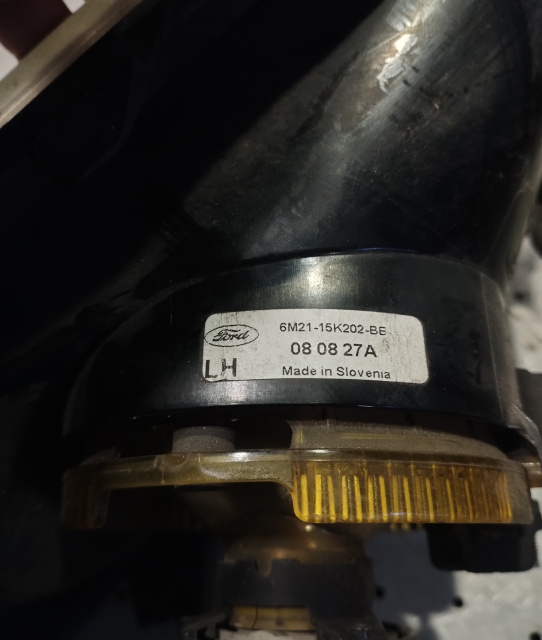 Ford
6M21-15K202-BE
08 08 27A
LH
Made in Slovenia